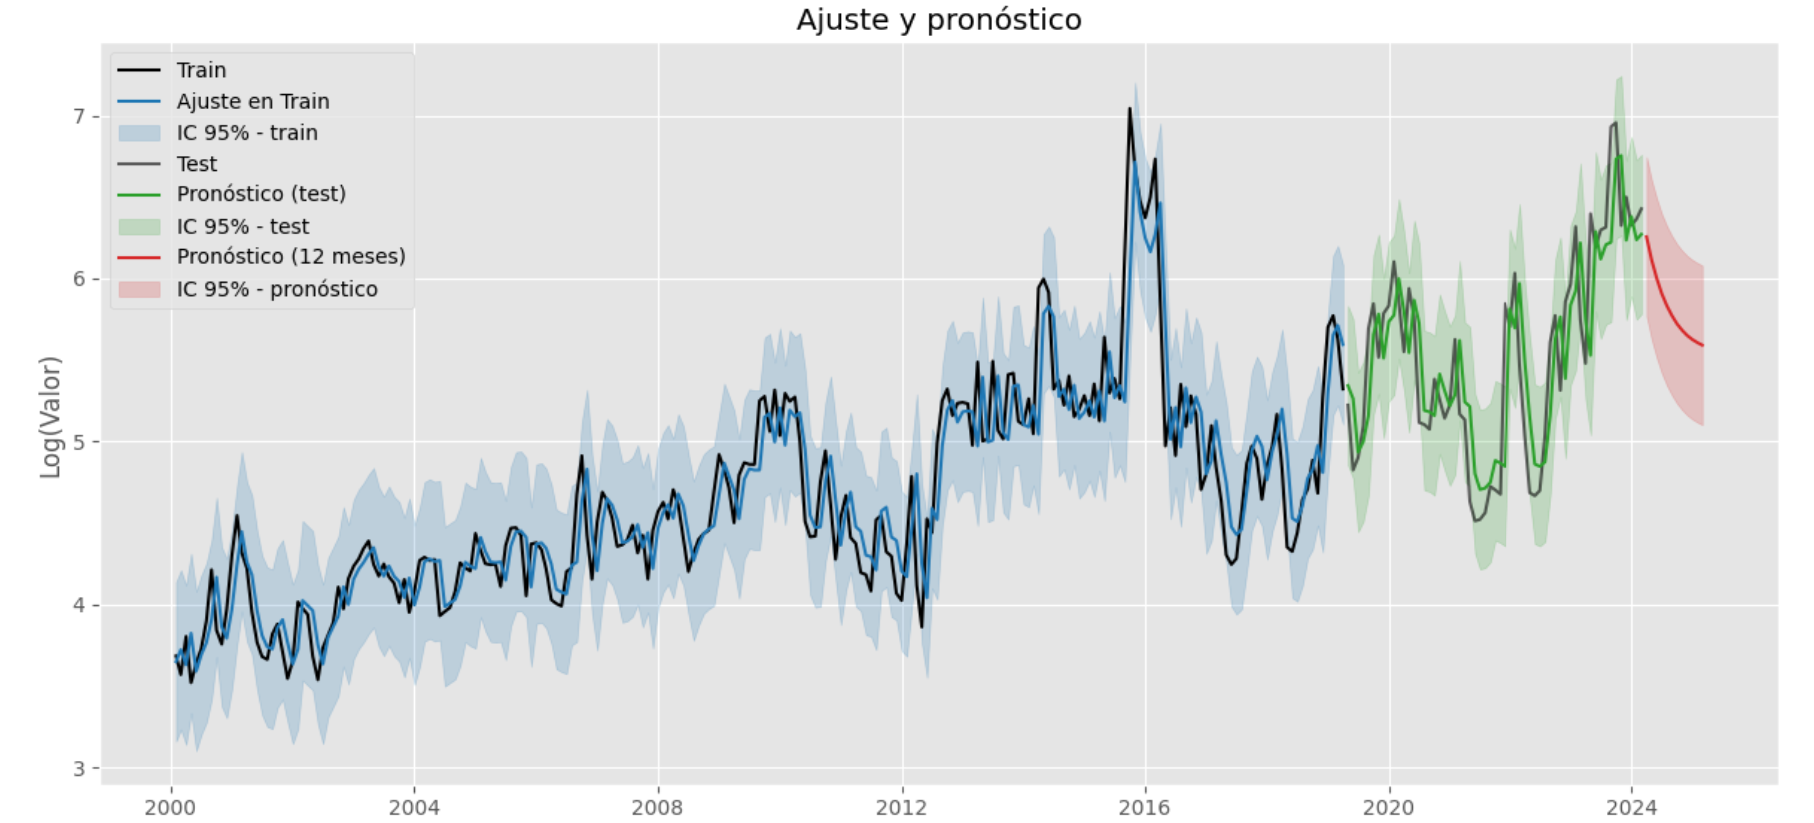 Ajuste y pronóstico
Train
Ajuste en Train
IC 95% - train
Test
Pronóstico (test)
IC 95% - test
Pronóstico (12 meses)
IC 95% - pronóstico
Log(Valor)
7
6
5
4
3
2000 2004 2008 2012 2016 2020 2024